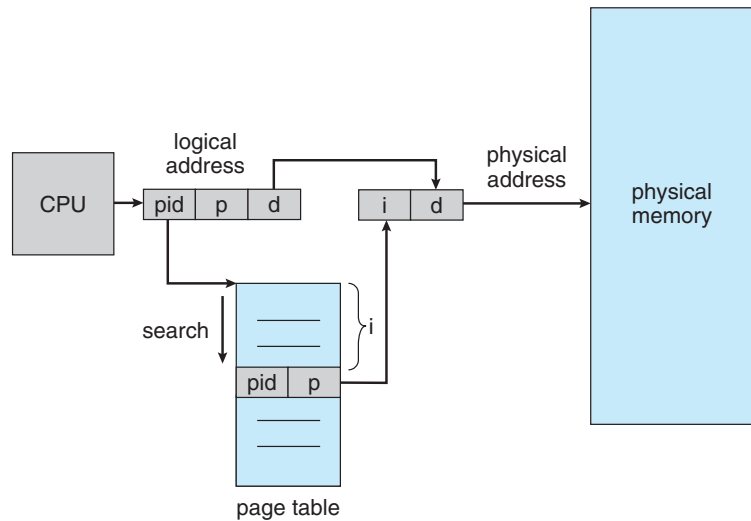 logical
address
physical
address
CPU
pid p d
i d
physical
memory
search
i
pid p
page table